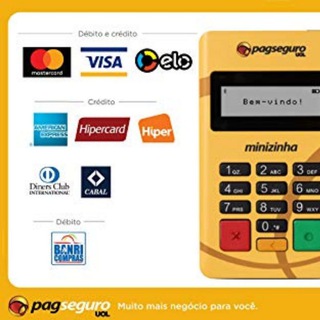 Débito e crédito
mastercard
VISA
elo
Crédito
AMERICAN EXPRESS
Hipercard
Hiper
Diners Club
INTERNATIONAL
CABAL
Débito
BANRI
COMPRAS
pagseguro
UOL
Bem-vindo!
minizinha
1 QZ.
2 ABC
3 DEF
4 GHI
5 JKL
6 MNO
7 PRS
8 TUV
9 WXY
0
pagseguro
UOL
Muito mais negócio para você.